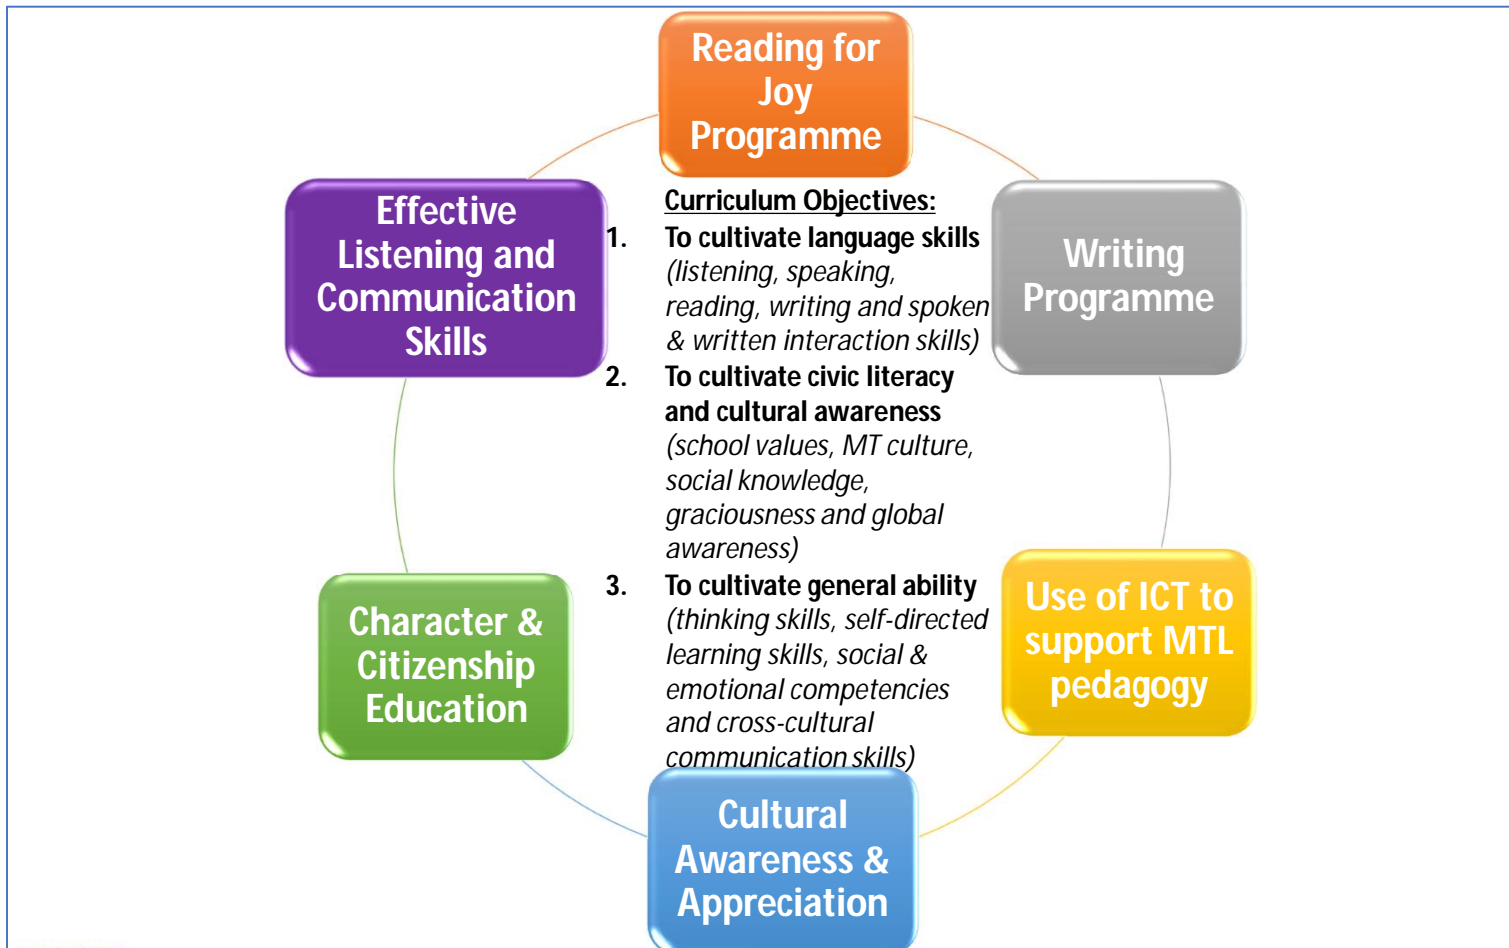 Reading for
Joy
Programme
Effective
Listening and
Communication
Skills
Curriculum Objectives:
1. To cultivate language skills
(listening, speaking,
reading, writing and spoken
& written interaction skills)
2. To cultivate civic literacy
and cultural awareness
(school values, MT culture,
social knowledge,
graciousness and global
awareness)
3. To cultivate general ability
(thinking skills, self-directed
learning skills, social &
emotional competencies
and cross-cultural
communication skills)
Writing
Programme
Character &
Citizenship
Education
Use of ICT to
support MTL
pedagogy
Cultural
Awareness &
Appreciation